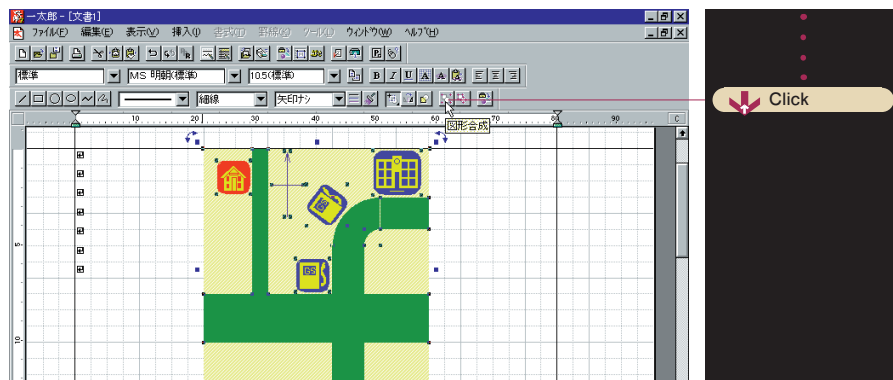 一太郎 - [文書1]
ファイル(F) 編集(E) 表示(V) 挿入(I) 書式(T) 罫線(K) ツール(L) ウィンドウ(W) ヘルプ(H)
標準 MS 明朝(標準) 10.5(標準) B I U A A
細線 矢印ナシ
Click
10 20 30 40 50 60 70 80 90 C
図形合成
GS
5
10